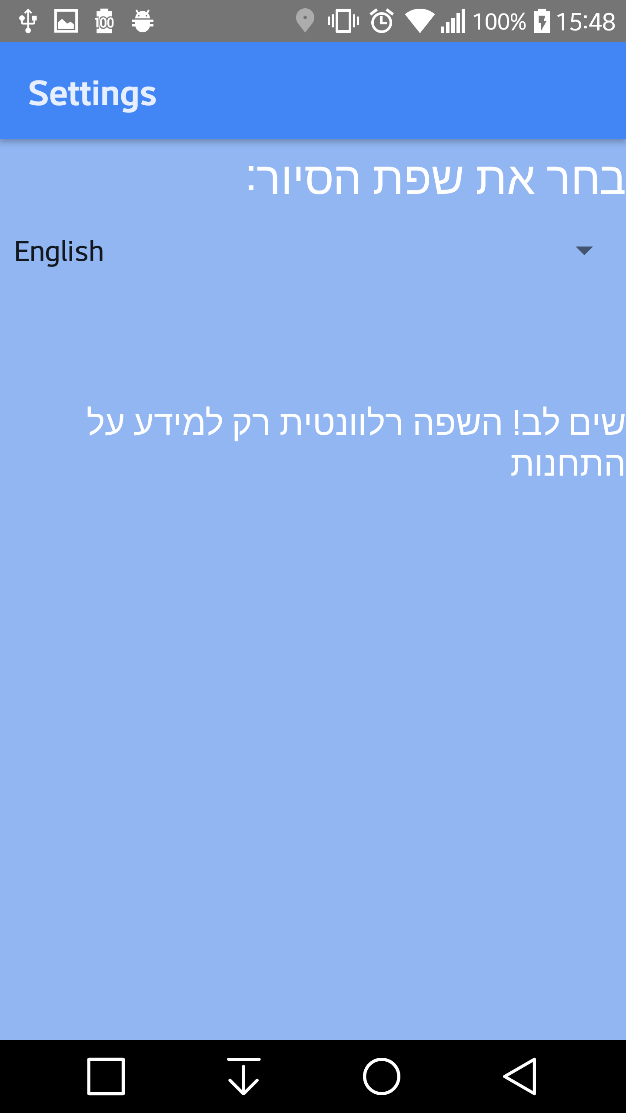 100% 15:48
Settings
בחר את שפת הסיור:
English
שים לב! השפה רלוונטית רק למידע על
התחנות